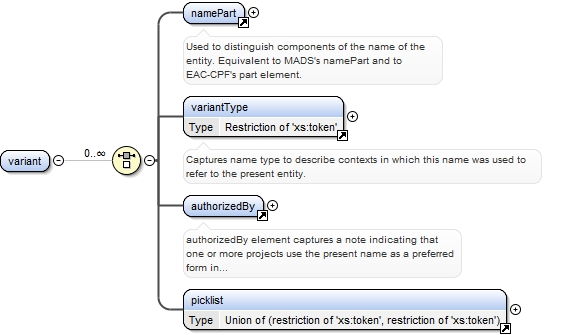 namePart
Used to distinguish components of the name of the
entity. Equivalent to MADS's namePart and to
EAC-CPF's part element.
variantType
Type Restriction of 'xs:token'
variant
0..∞
Captures name type to describe contexts in which this name was used to
refer to the present entity.
authorizedBy
authorizedBy element captures a note indicating that
one or more projects use the present name as a preferred
form in...
picklist
Type Union of (restriction of 'xs:token', restriction of 'xs:token')